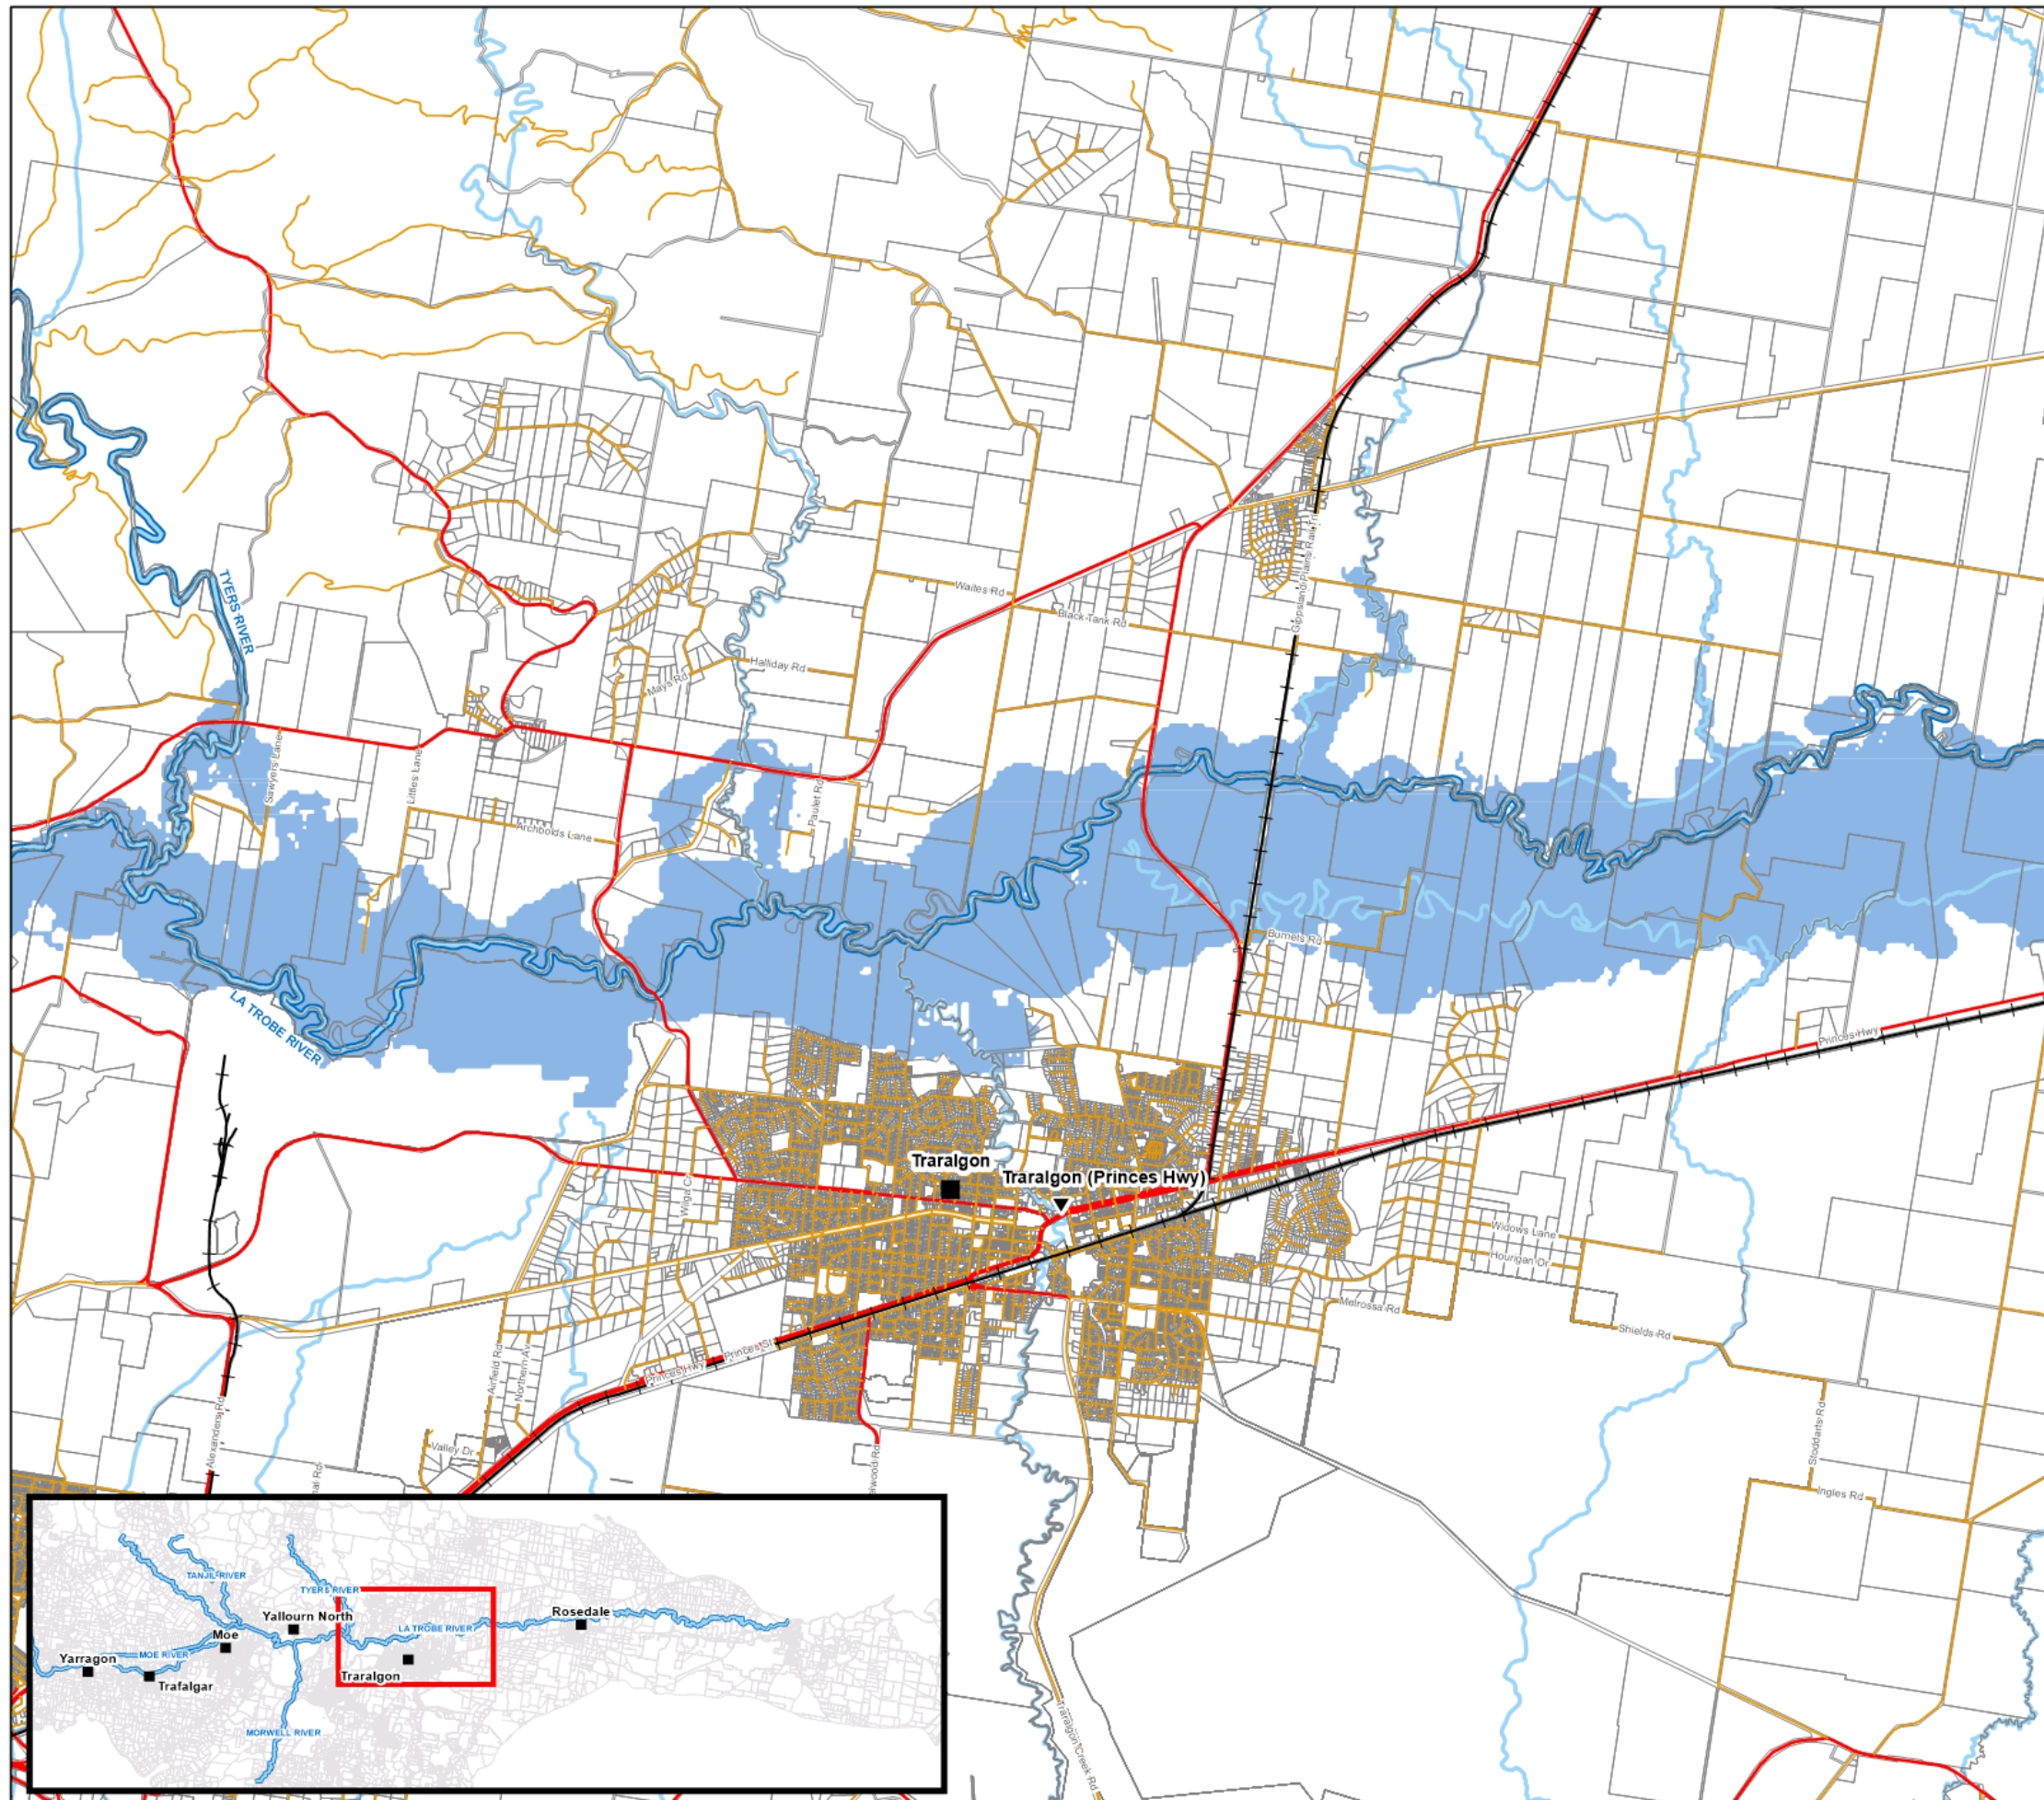 TYERS RIVER
Gippsland Plains Rail Trl
Wailes Rd
Black Tank Rd
Halliday Rd
Mays Rd
Sawyers Lane
Littles Lane
Paulet Rd
Archbolds Lane
Burnets Rd
LA TROBE RIVER
Princes Hwy
Traralgon
Traralgon (Princes Hwy)
Wilga Cr
Widows Lane
Hourigan Dr
Melrossa Rd
Shields Rd
Princes St
Princes Hwy
Airfield Rd
Northern Av
Alexanders Rd
Valley Dr
Stoddarts Rd
Ingles Rd
Traralgon Creek Rd
TANJIL RIVER
TYERS RIVER
Yallourn North
Rosedale
LA TROBE RIVER
Moe
MOE RIVER
Yarragon
Trafalgar
Traralgon
MORWELL RIVER